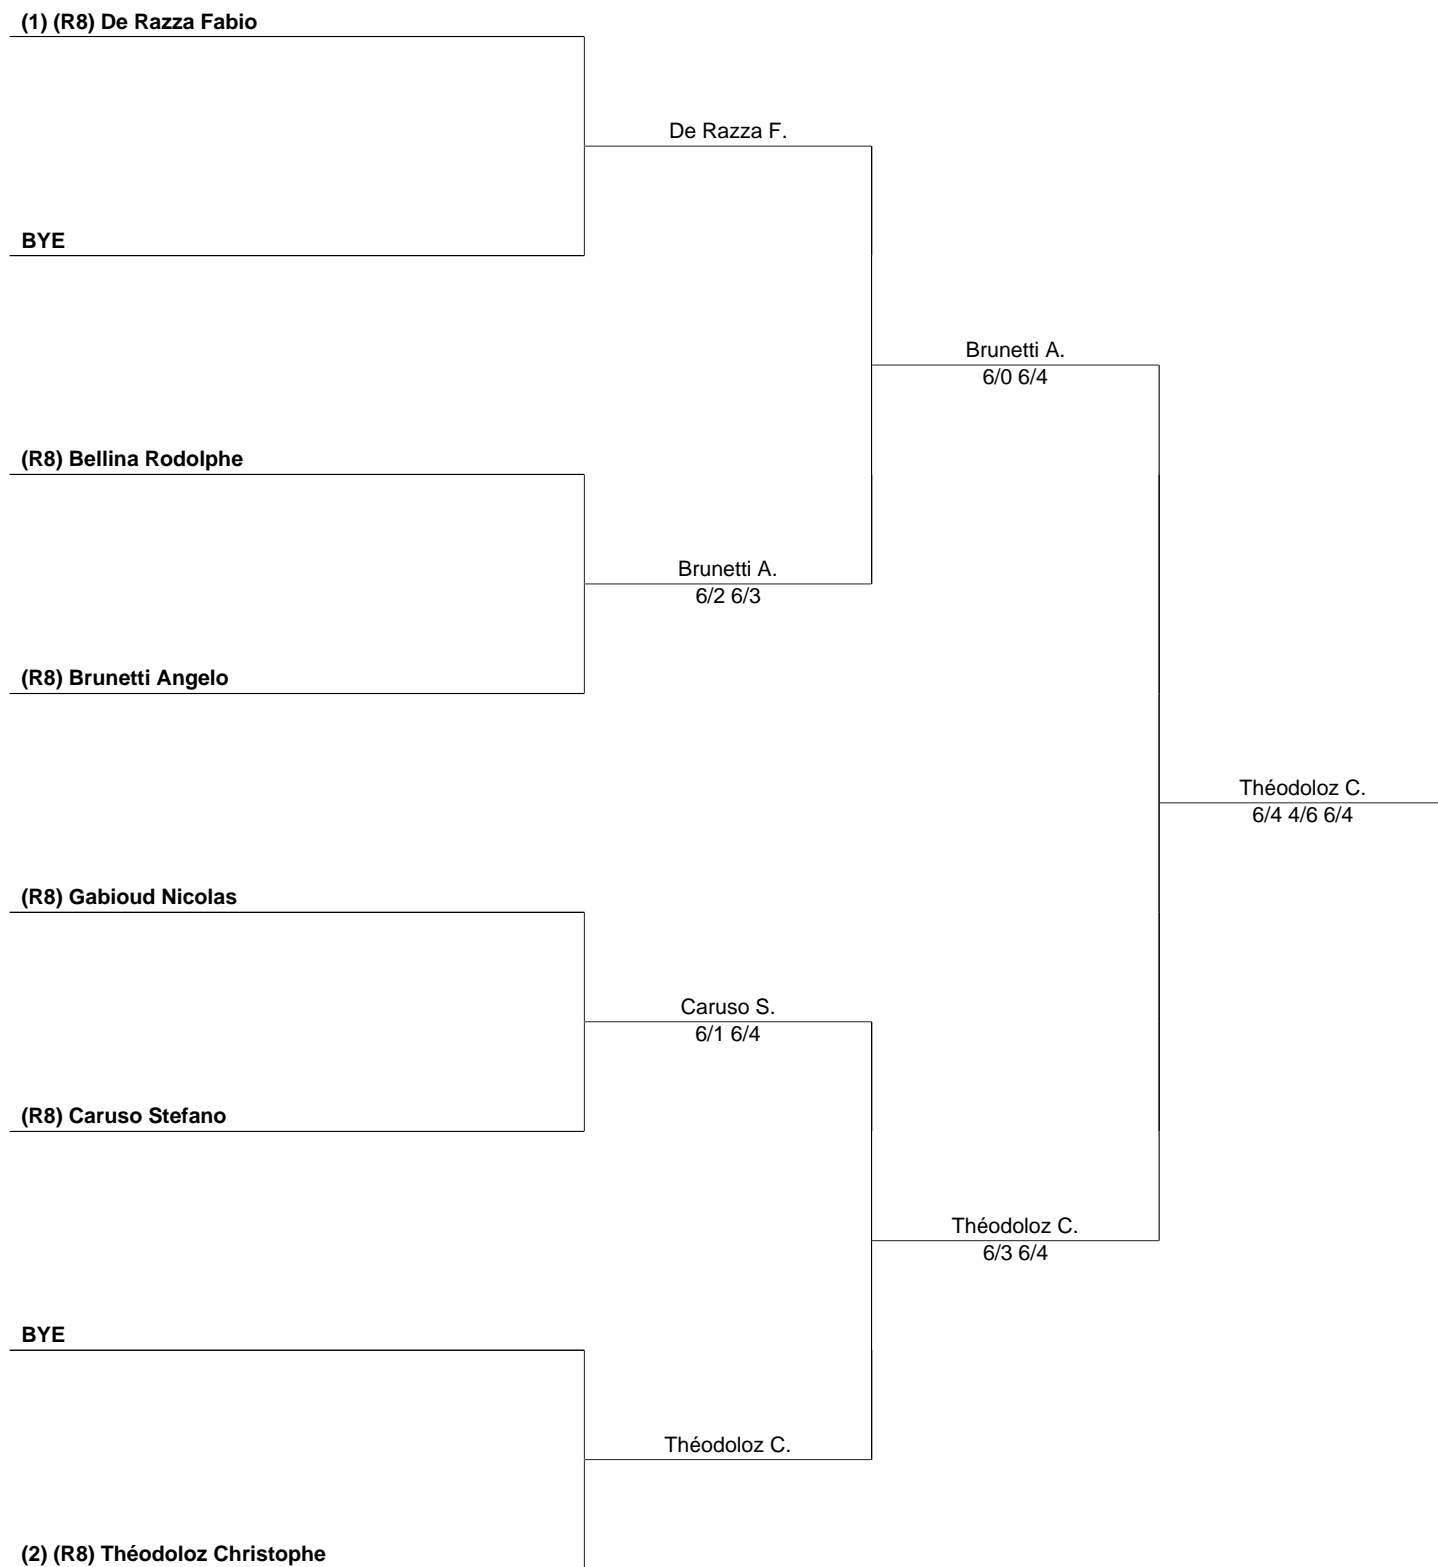 (1) (R8) De Razza Fabio
De Razza F.
BYE
Brunetti A.
6/0 6/4
(R8) Bellina Rodolphe
Brunetti A.
6/2 6/3
(R8) Brunetti Angelo
Théodoloz C.
6/4 4/6 6/4
(R8) Gabioud Nicolas
Caruso S.
6/1 6/4
(R8) Caruso Stefano
Théodoloz C.
6/3 6/4
BYE
Théodoloz C.
(2) (R8) Théodoloz Christophe